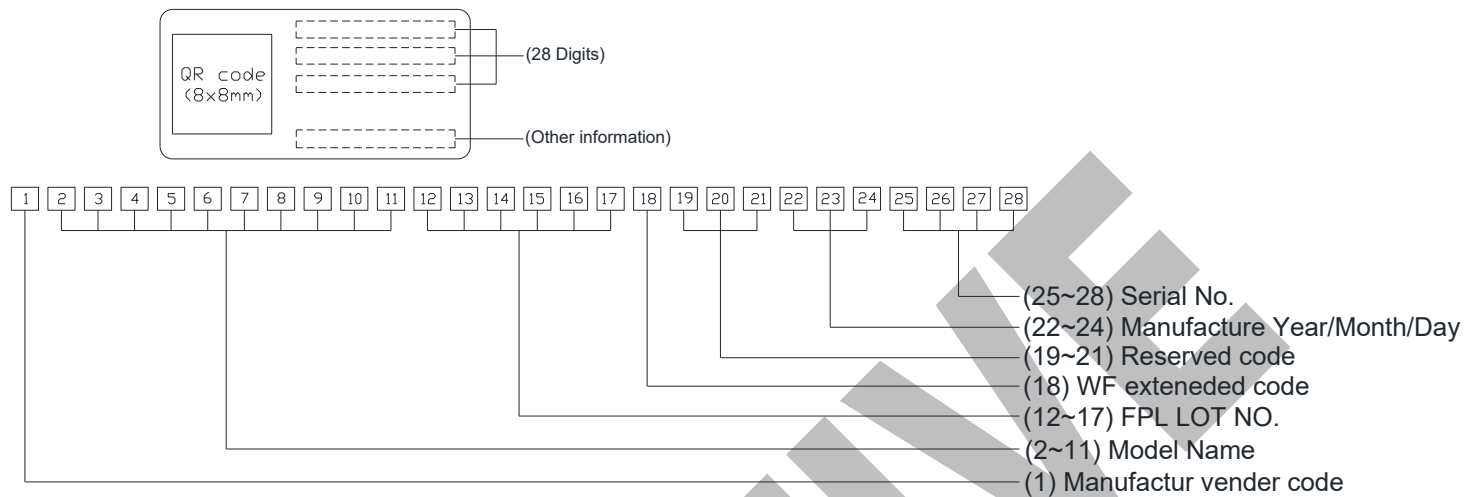 QR code
(8x8mm)
(28 Digits)
(Other information)
1 2 3 4 5 6 7 8 9 10 11 12 13 14 15 16 17 18 19 20 21 22 23 24 25 26 27 28
(25~28) Serial No.
(22~24) Manufacture Year/Month/Day
(19~21) Reserved code
(18) WF exteneded code
(12~17) FPL LOT NO.
(2~11) Model Name
(1) Manufactur vender code